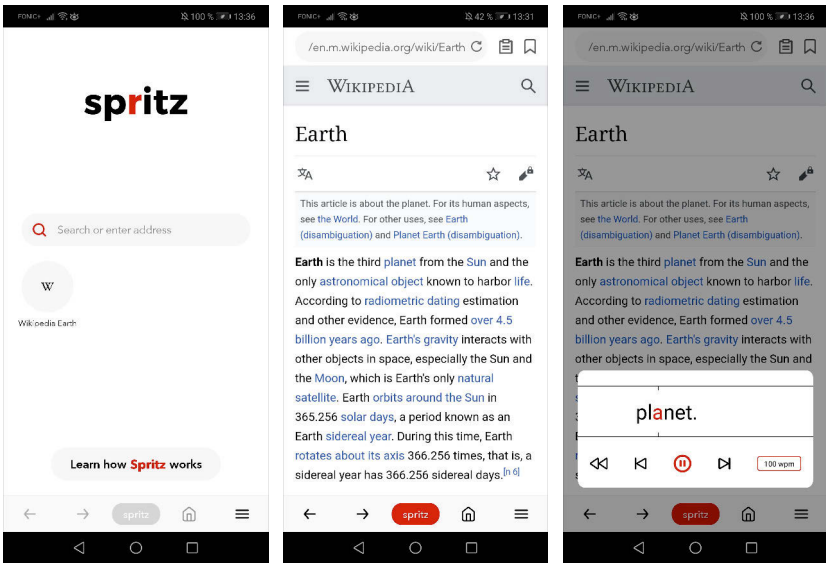 FONIC+ 100 % 13:36
spritz
Search or enter address
W
Wikipedia Earth
Learn how Spritz works
spritz
FONIC+ 42 % 13:31
/en.m.wikipedia.org/wiki/Earth
WIKIPEDIA
Earth
This article is about the planet. For its human aspects,
see the World. For other uses, see Earth
(disambiguation) and Planet Earth (disambiguation).
Earth is the third planet from the Sun and the
only astronomical object known to harbor life.
According to radiometric dating estimation
and other evidence, Earth formed over 4.5
billion years ago. Earth's gravity interacts with
other objects in space, especially the Sun and
the Moon, which is Earth's only natural
satellite. Earth orbits around the Sun in
365.256 solar days, a period known as an
Earth sidereal year. During this time, Earth
rotates about its axis 366.256 times, that is, a
sidereal year has 366.256 sidereal days.[n 6]
spritz
FONIC+ 100 % 13:36
/en.m.wikipedia.org/wiki/Earth
WIKIPEDIA
Earth
This article is about the planet. For its human aspects,
see the World. For other uses, see Earth
(disambiguation) and Planet Earth (disambiguation).
Earth is the third planet from the Sun and the
only astronomical object known to harbor life.
According to radiometric dating estimation
and other evidence, Earth formed over 4.5
billion years ago. Earth's gravity interacts with
other objects in space, especially the Sun and
planet.
100 wpm
spritz